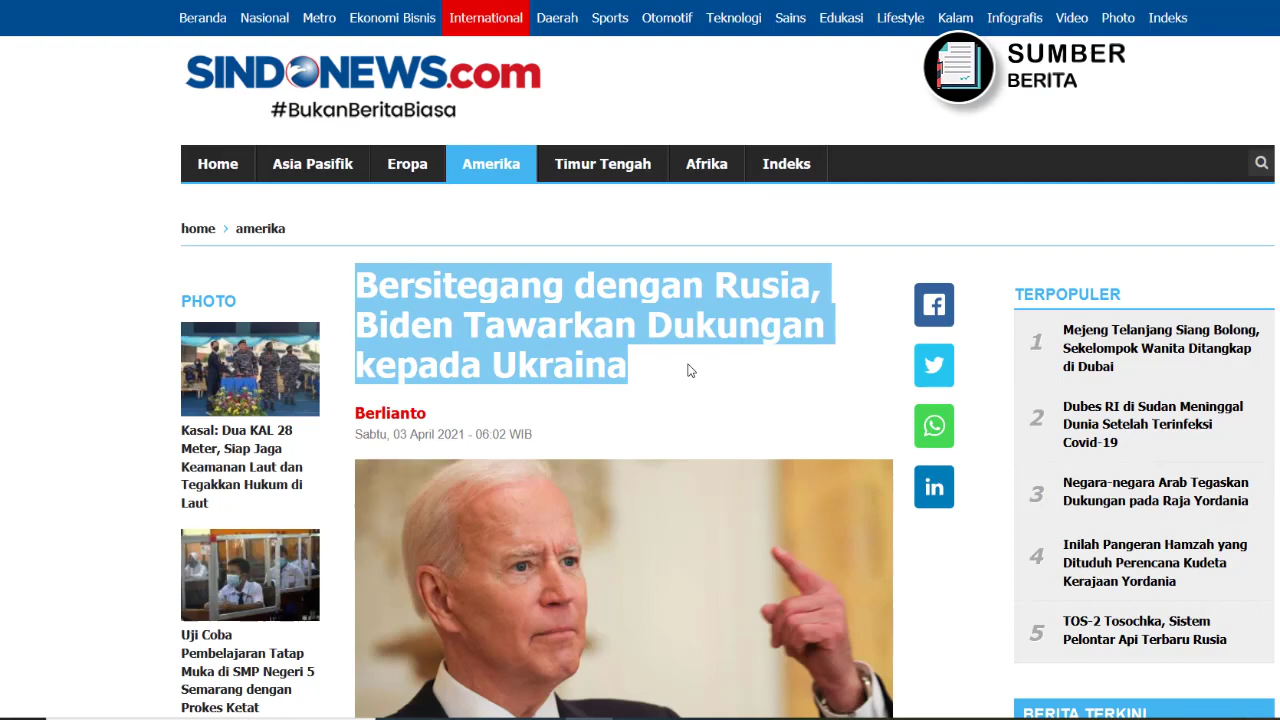 Beranda Nasional Metro Ekonomi Bisnis International Daerah Sports Otomotif Teknologi Sains Edukasi Lifestyle Kalam Infografis Video Photo Indeks
SINDONEWS.com
#BukanBeritaBiasa
SUMBER
BERITA
Home Asia Pasifik Eropa Amerika Timur Tengah Afrika Indeks
home > amerika
PHOTO
Kasal: Dua KAL 28
Meter, Siap Jaga
Keamanan Laut dan
Tegakkan Hukum di
Laut
Uji Coba
Pembelajaran Tatap
Muka di SMP Negeri 5
Semarang dengan
Prokes Ketat
Bersitegang dengan Rusia,
Biden Tawarkan Dukungan
kepada Ukraina
Berlianto
Sabtu, 03 April 2021 - 06:02 WIB
TERPOPULER
1 Mejeng Telanjang Siang Bolong,
Sekelompok Wanita Ditangkap
di Dubai
2 Dubes RI di Sudan Meninggal
Dunia Setelah Terinfeksi
Covid-19
3 Negara-negara Arab Tegaskan
Dukungan pada Raja Yordania
4 Inilah Pangeran Hamzah yang
Dituduh Perencana Kudeta
Kerajaan Yordania
5 TOS-2 Tosochka, Sistem
Pelontar Api Terbaru Rusia
BERITA TERKINI